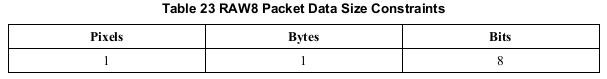 Table 23 RAW8 Packet Data Size Constraints
Pixels Bytes Bits
1 1 8